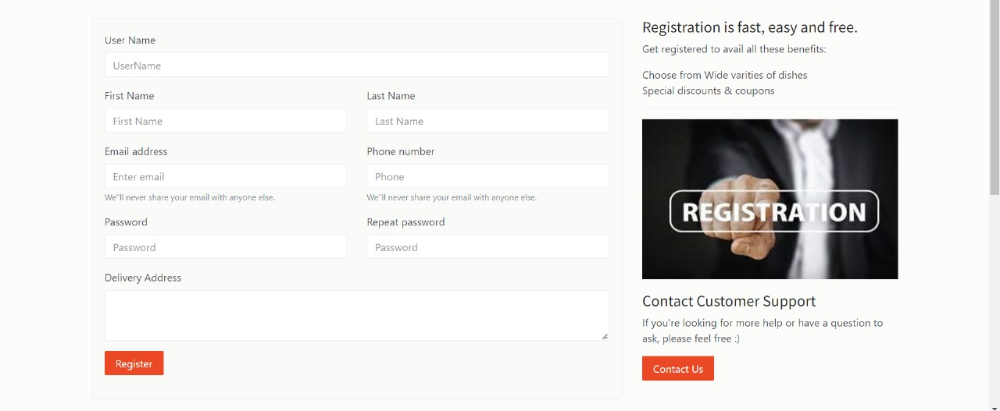 User Name
UserName
First Name
Last Name
First Name
Last Name
Email address
Phone number
Enter email
Phone
We"ll never share your email with anyone else.
We"ll never share your email with anyone else.
Password
Repeat password
Password
Password
Delivery Address
Register
Registration is fast, easy and free.
Get registered to avail all these benefits:
Choose from Wide varities of dishes
Special discounts & coupons
REGISTRATION
Contact Customer Support
If you're looking for more help or have a question to
ask, please feel free :)
Contact Us